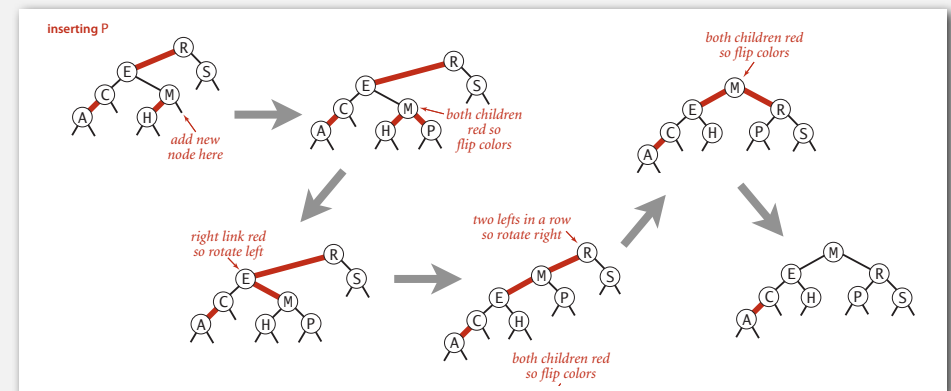 inserting P
R
E
S
C
M
A
H
add new
node here
R
E
S
C
M
A
H
P
both children
red so
flip colors
right link red
so rotate left
R
E
S
C
M
A
H
P
two lefts in a row
so rotate right
R
M
S
E
P
C
H
A
both children red
so flip colors
both children red
so flip colors
M
E
R
C
H
P
S
A
M
E
R
C
H
P
S
A